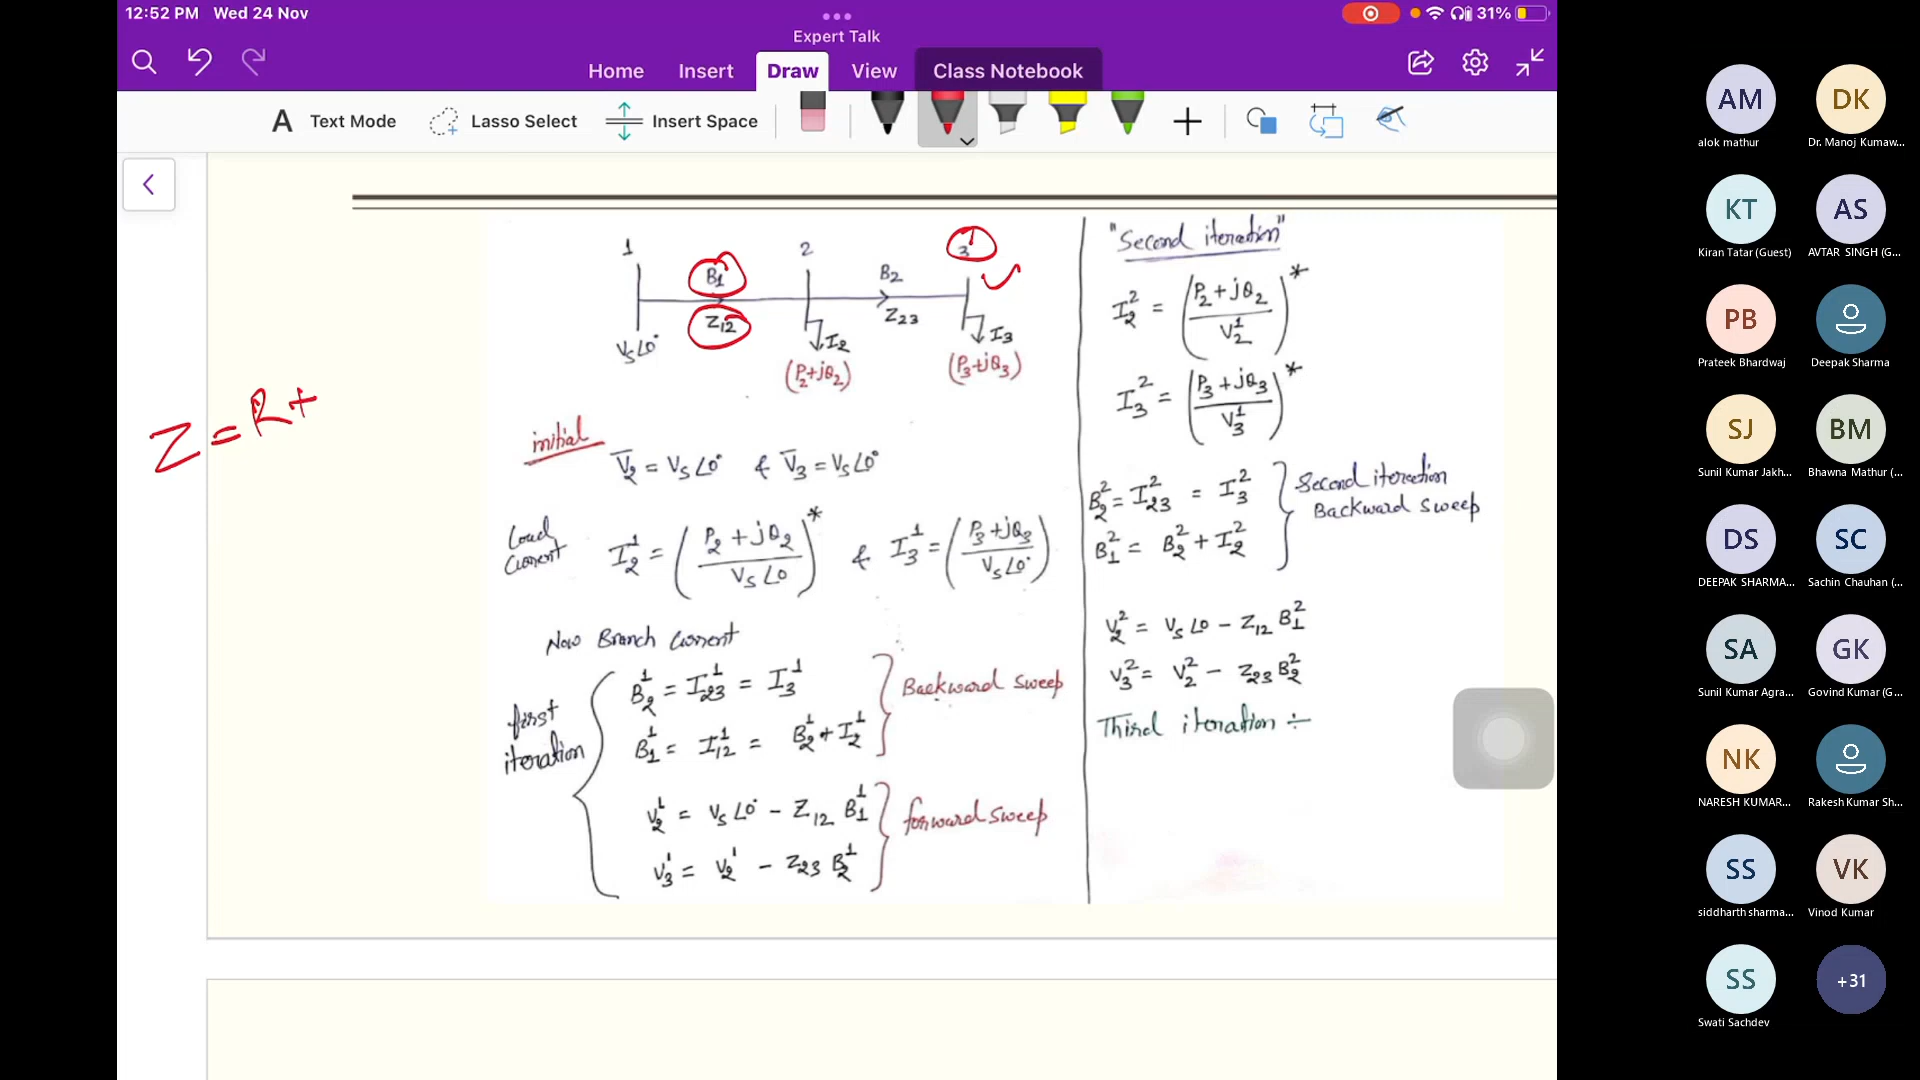 12:52 PM Wed 24 Nov
31%
Expert Talk
Home Insert Draw View Class Notebook
A Text Mode Lasso Select Insert Space
1 B₁ 2 B₂ 3
Z₁₂ Z₂₃
Vₛ∠0° I₂ I₃
(P₂+jQ₂) (P₃+jQ₃)
Z = R+
initial
V̅₂ = Vₛ∠0° & V̅₃ = Vₛ∠0°
Load Current I₂¹ = (P₂+jQ₂ / Vₛ∠0)* & I₃¹ = (P₃+jQ₃ / Vₛ∠0°)
Now Branch Current
first iteration
B₂¹ = I₂₃¹ = I₃¹
B₁¹ = I₁₂¹ = B₂¹ + I₂¹
Backward sweep
V₂¹ = Vₛ∠0° − Z₁₂ B₁¹
V₃¹ = V₂¹ − Z₂₃ B₂¹
forward sweep
"Second iteration"
I₂² = (P₂+jQ₂ / V₂¹)*
I₃² = (P₃+jQ₃ / V₃¹)*
B₂² = I₂₃² = I₃²
B₁² = B₂² + I₂²
Second iteration
Backward sweep
V₂² = Vₛ∠0 − Z₁₂ B₁²
V₃² = V₂² − Z₂₃ B₂²
Third iteration ÷
AM DK
alok mathur Dr. Manoj Kumaw...
KT AS
Kiran Tatar (Guest) AVTAR SINGH (G...
PB
Prateek Bhardwaj Deepak Sharma
SJ BM
Sunil Kumar Jakh... Bhawna Mathur (...
DS SC
DEEPAK SHARMA... Sachin Chauhan (...
SA GK
Sunil Kumar Agra... Govind Kumar (G...
NK
NARESH KUMAR... Rakesh Kumar Sh...
SS VK
siddharth sharma... Vinod Kumar
SS +31
Swati Sachdev